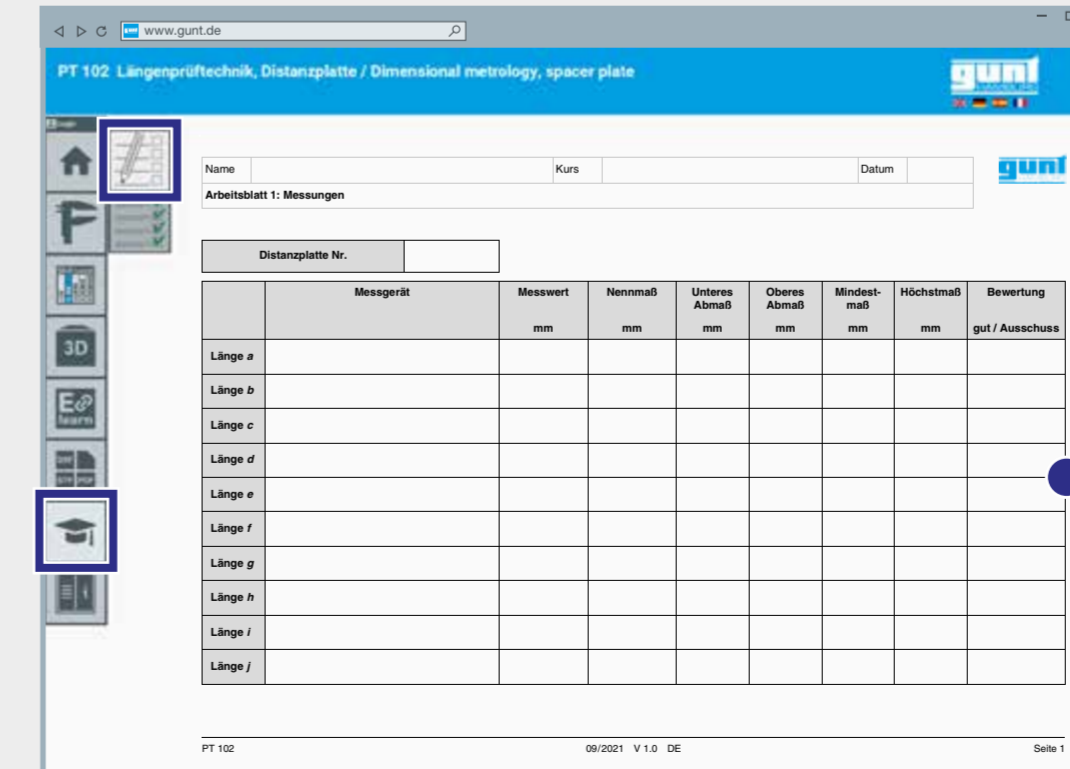 www.gunt.de
PT 102 Längenprüftechnik, Distanzplatte / Dimensional metrology, spacer plate
gunt
Name Kurs Datum
gunt
Arbeitsblatt 1: Messungen
Distanzplatte Nr.
Messgerät Messwert Nennmaß Unteres Abmaß Oberes Abmaß Mindest-maß Höchstmaß Bewertung
mm mm mm mm mm mm gut / Ausschuss
Länge a
Länge b
Länge c
Länge d
Länge e
Länge f
Länge g
Länge h
Länge i
Länge j
3D
E
learn
PT 102 09/2021 V 1.0 DE Seite 1